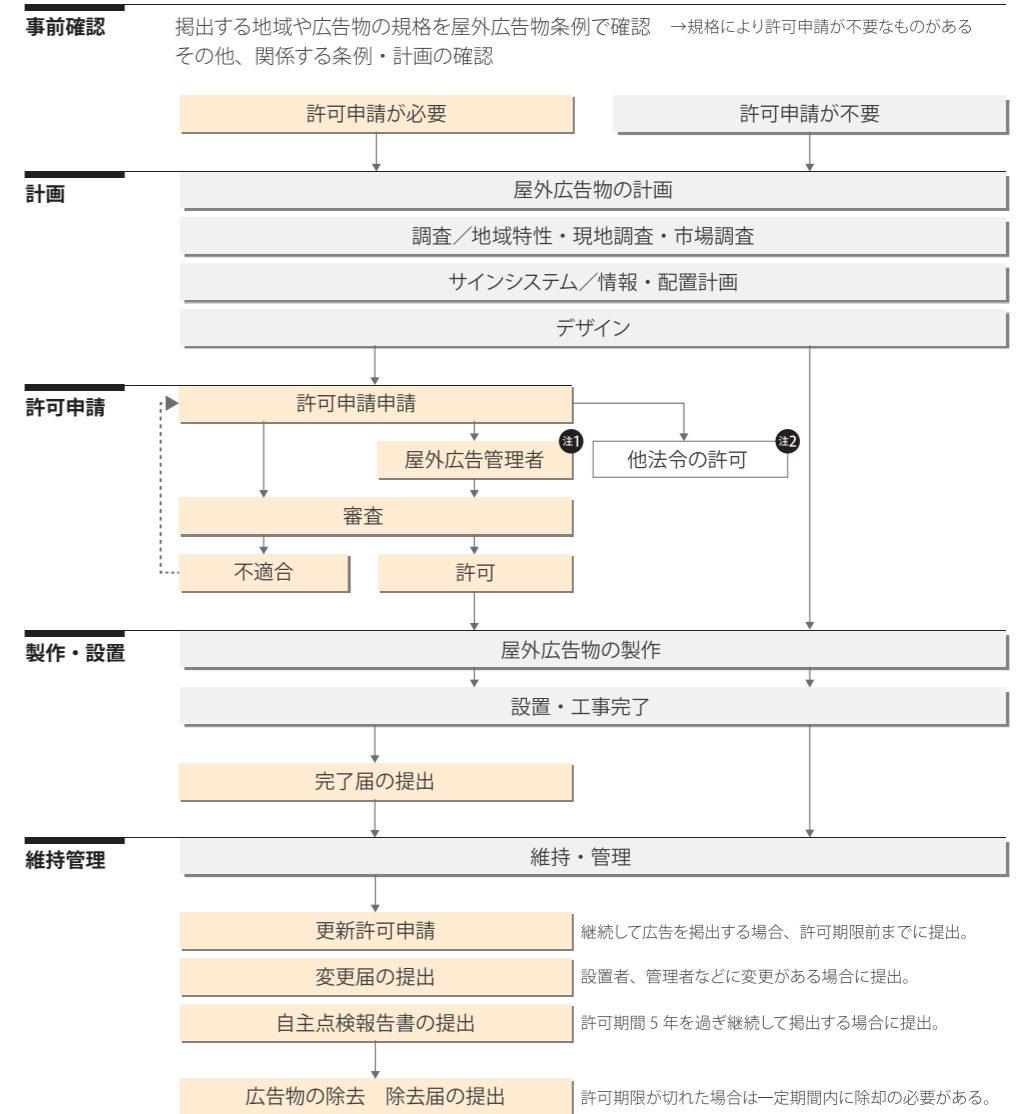 事前確認
掲出する地域や広告物の規格を屋外広告物条例で確認　→規格により許可申請が不要なものがある
その他、関係する条例・計画の確認
許可申請が必要
許可申請が不要
計画
屋外広告物の計画
調査／地域特性・現地調査・市場調査
サインシステム／情報・配置計画
デザイン
許可申請
許可申請申請
注1
屋外広告管理者
注2
他法令の許可
審査
不適合
許可
製作・設置
屋外広告物の製作
設置・工事完了
完了届の提出
維持管理
維持・管理
更新許可申請
継続して広告を掲出する場合、許可期限前までに提出。
変更届の提出
設置者、管理者などに変更がある場合に提出。
自主点検報告書の提出
許可期間 5 年を過ぎ継続して掲出する場合に提出。
広告物の除去　除去届の提出
許可期限が切れた場合は一定期間内に除却の必要がある。